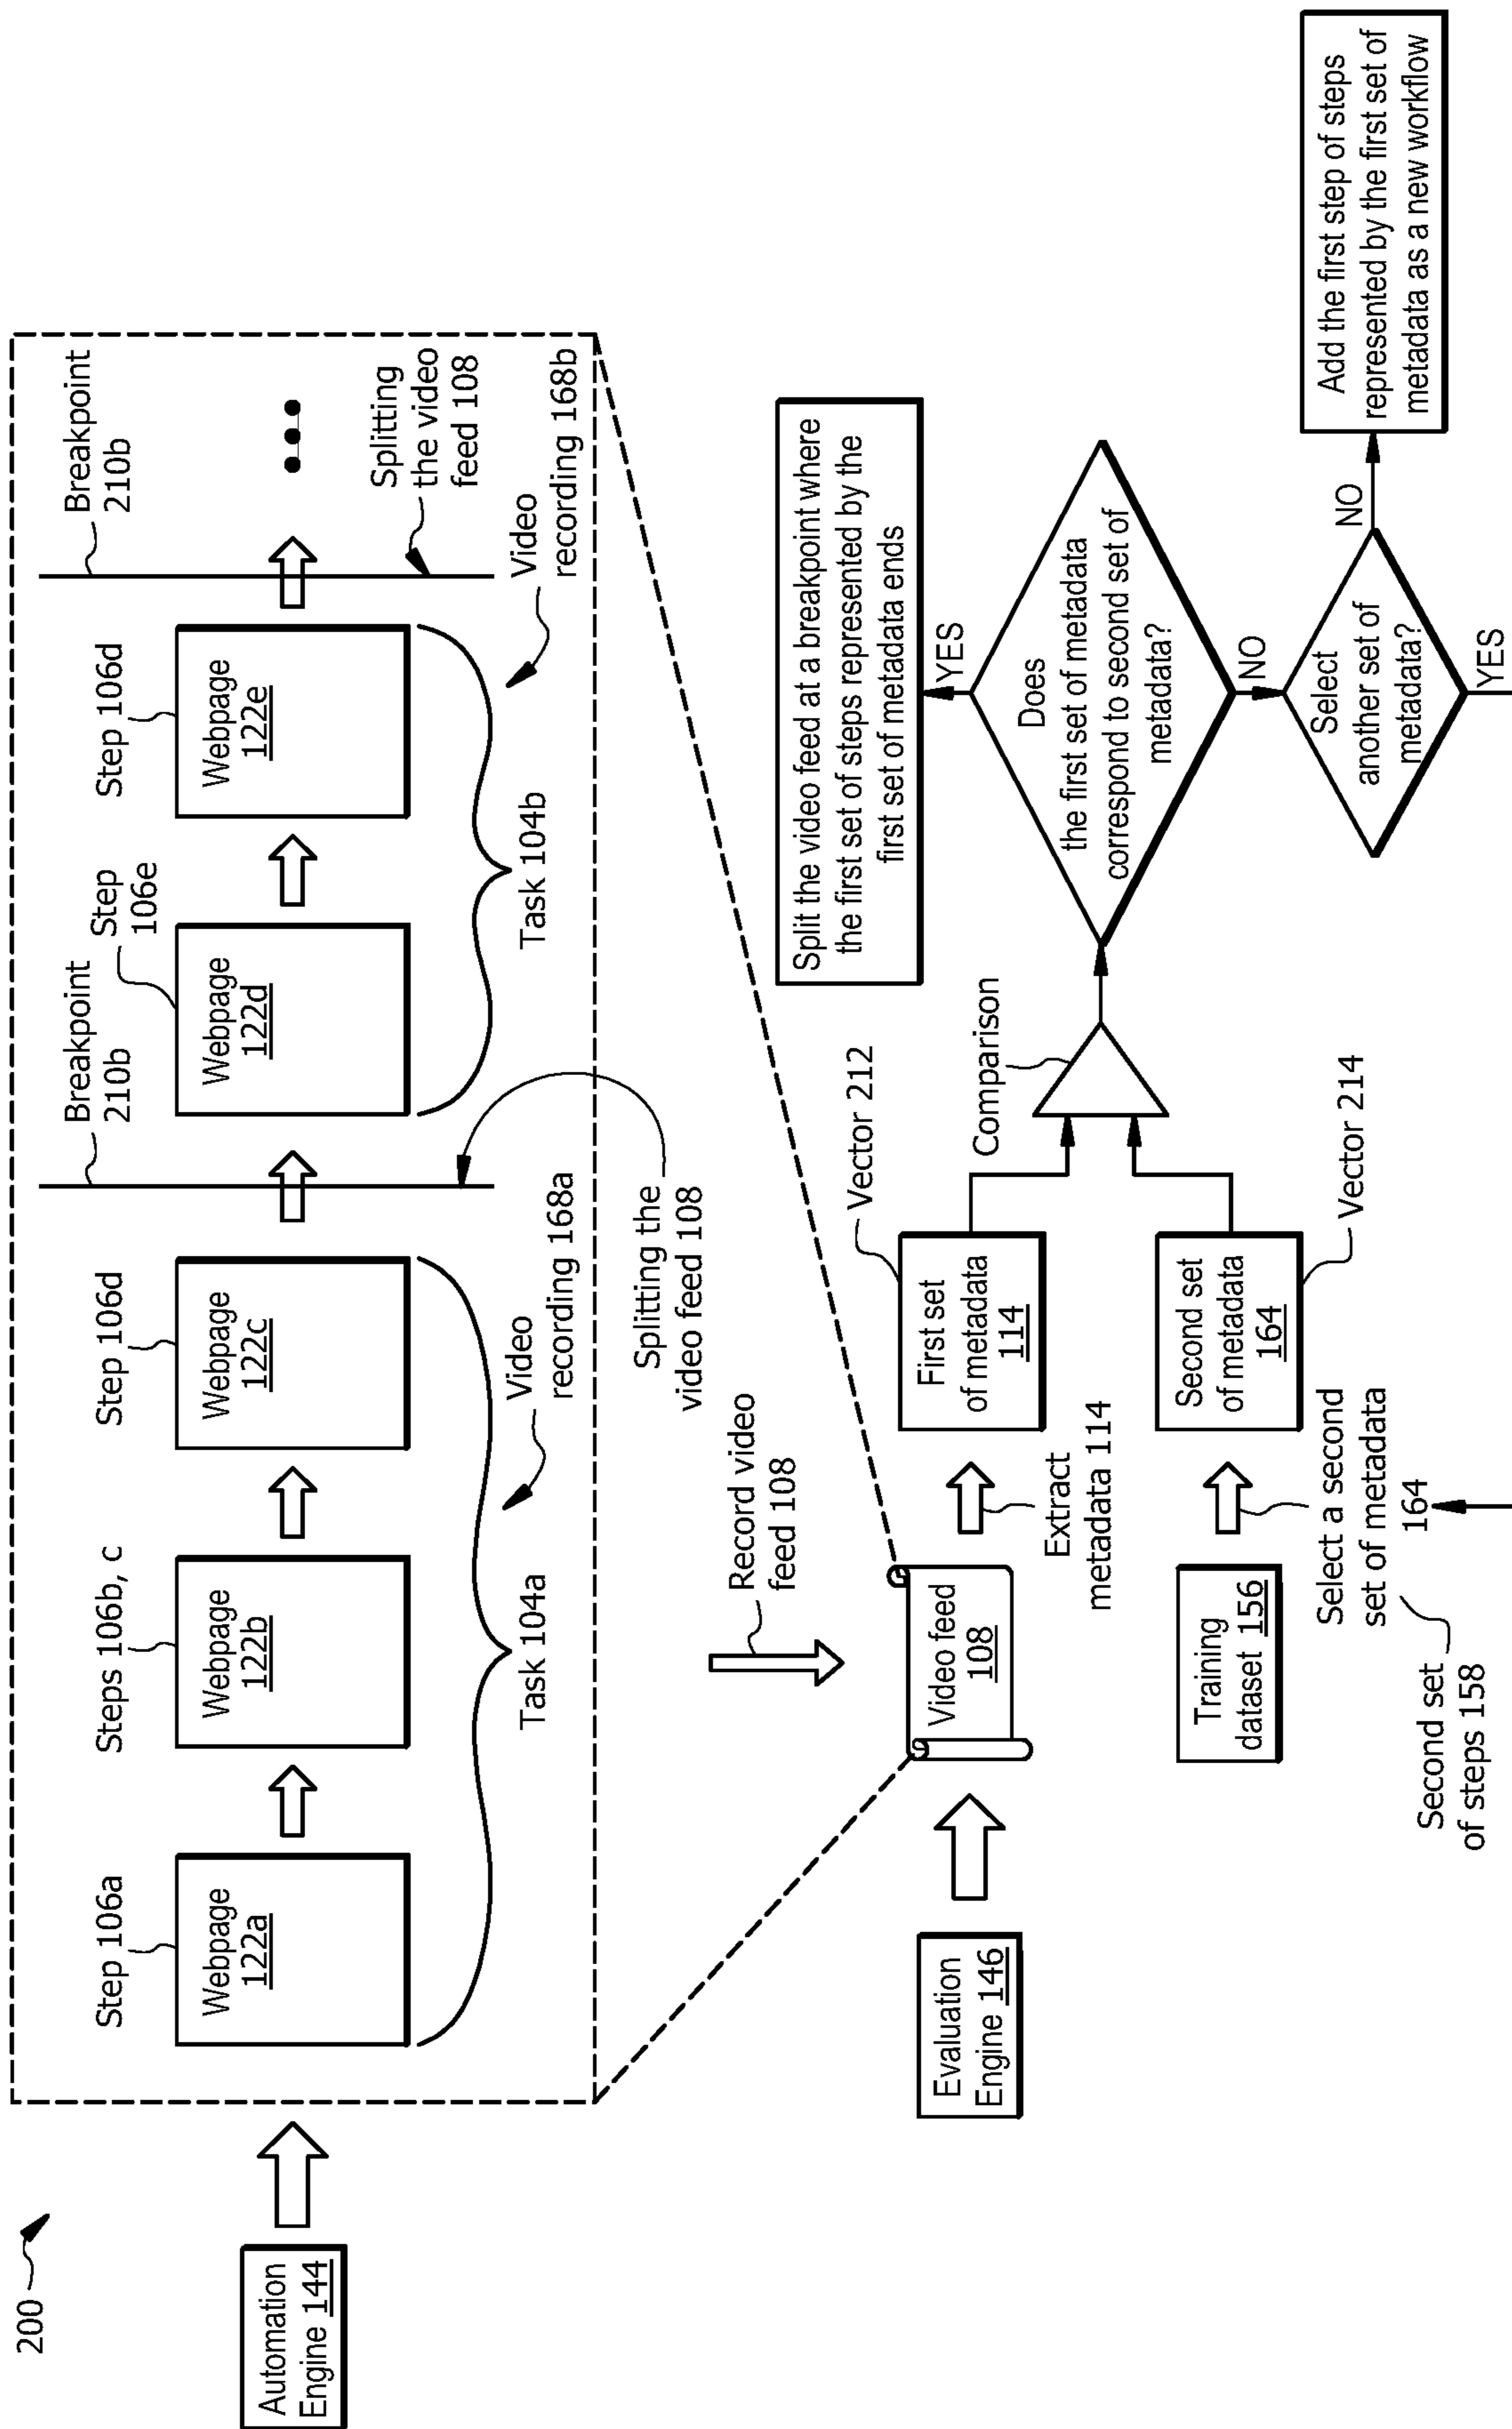 200
Automation
Engine 144
Step 106a
Webpage
122a
Steps 106b, c
Webpage
122b
Step 106d
Webpage
122c
Task 104a
Video
recording 168a
Breakpoint
210b
Splitting the
video feed 108
Step
106e
Webpage
122d
Step 106d
Webpage
122e
Task 104b
Video
recording 168b
Breakpoint
210b
Splitting
the video
feed 108
Record video
feed 108
Evaluation
Engine 146
Video feed
108
Extract
metadata 114
First set
of metadata
114
Vector 212
Training
dataset 156
Select a second
set of metadata
164
Second set
of steps 158
Second set
of metadata
164
Vector 214
Comparison
Does
the first set of metadata
correspond to second set of
metadata?
YES
Split the video feed at a breakpoint where
the first set of steps represented by the
first set of metadata ends
NO
Select
another set of
metadata?
YES
NO
Add the first step of steps
represented by the first set of
metadata as a new workflow